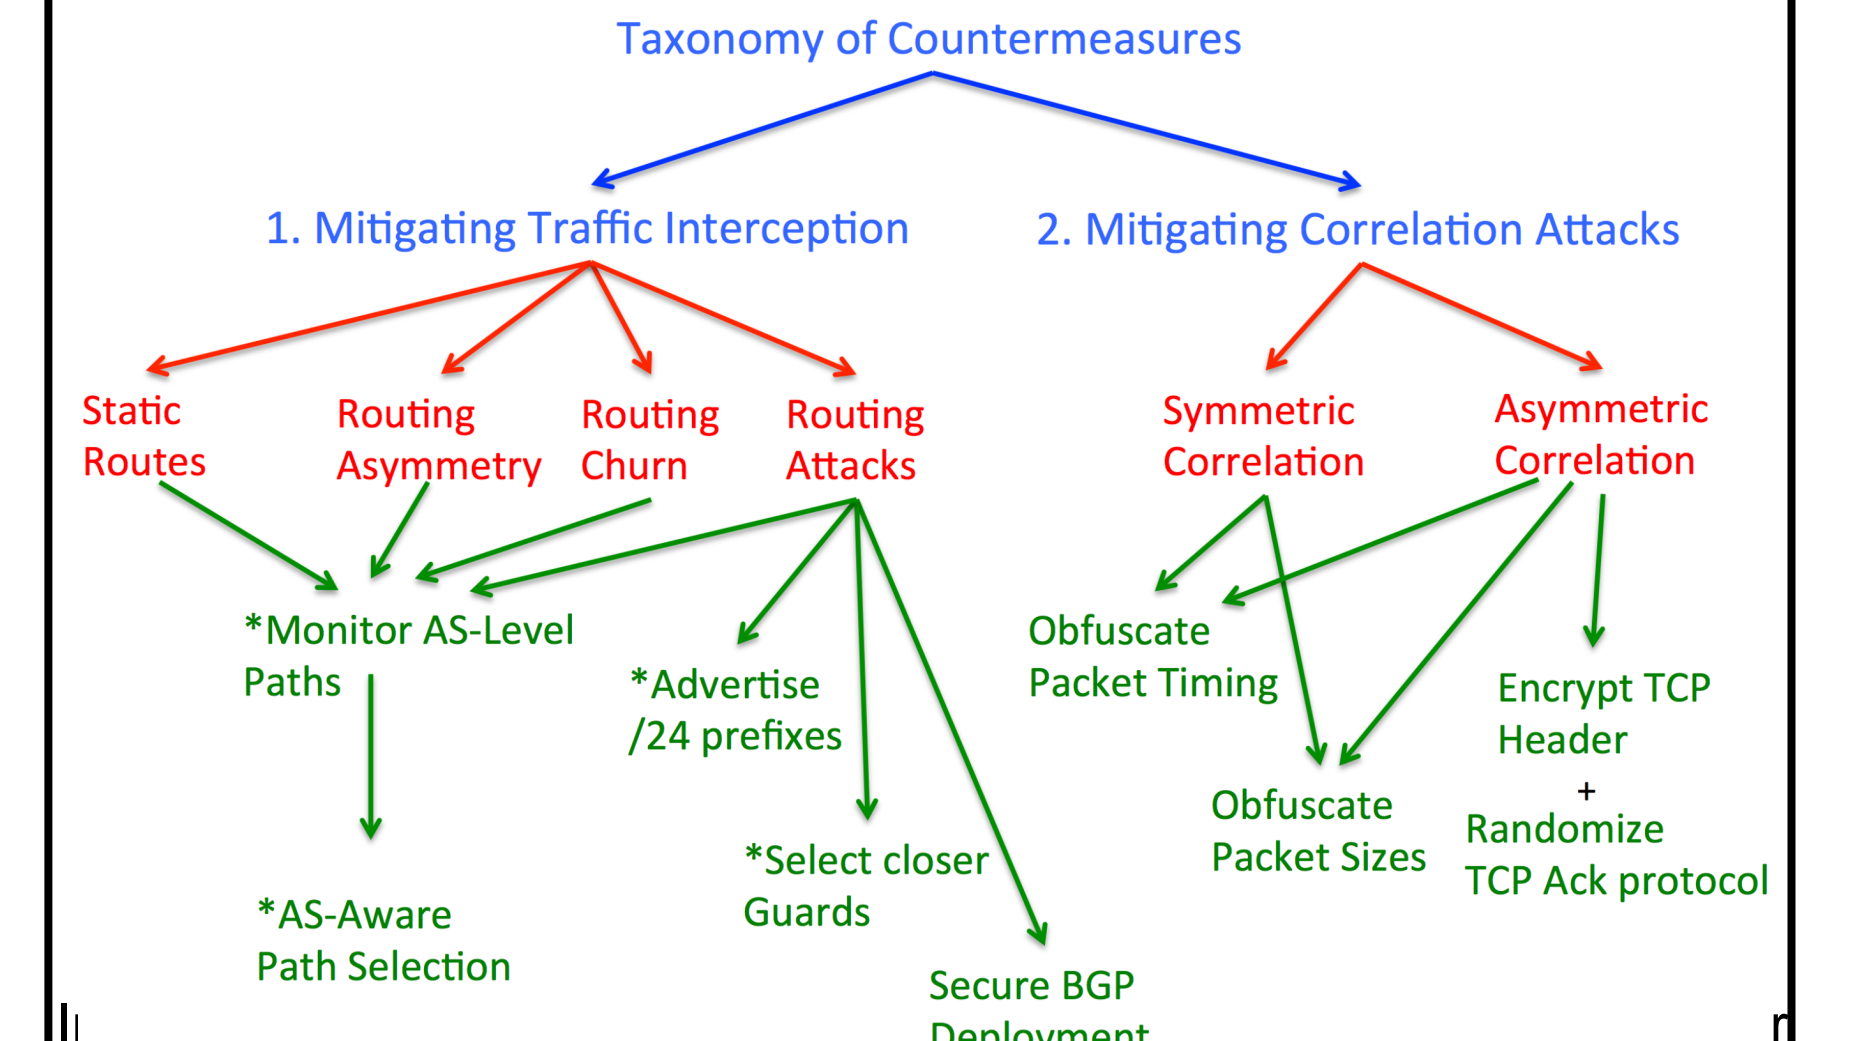 Taxonomy of Countermeasures
1. Mitigating Traffic Interception
2. Mitigating Correlation Attacks
Static
Routes
Routing
Asymmetry
Routing
Churn
Routing
Attacks
Symmetric
Correlation
Asymmetric
Correlation
*Monitor AS-Level
Paths
*Advertise
/24 prefixes
Obfuscate
Packet Timing
Encrypt TCP
Header
+
Randomize
TCP Ack protocol
Obfuscate
Packet Sizes
*Select closer
Guards
*AS-Aware
Path Selection
Secure BGP
Deployment